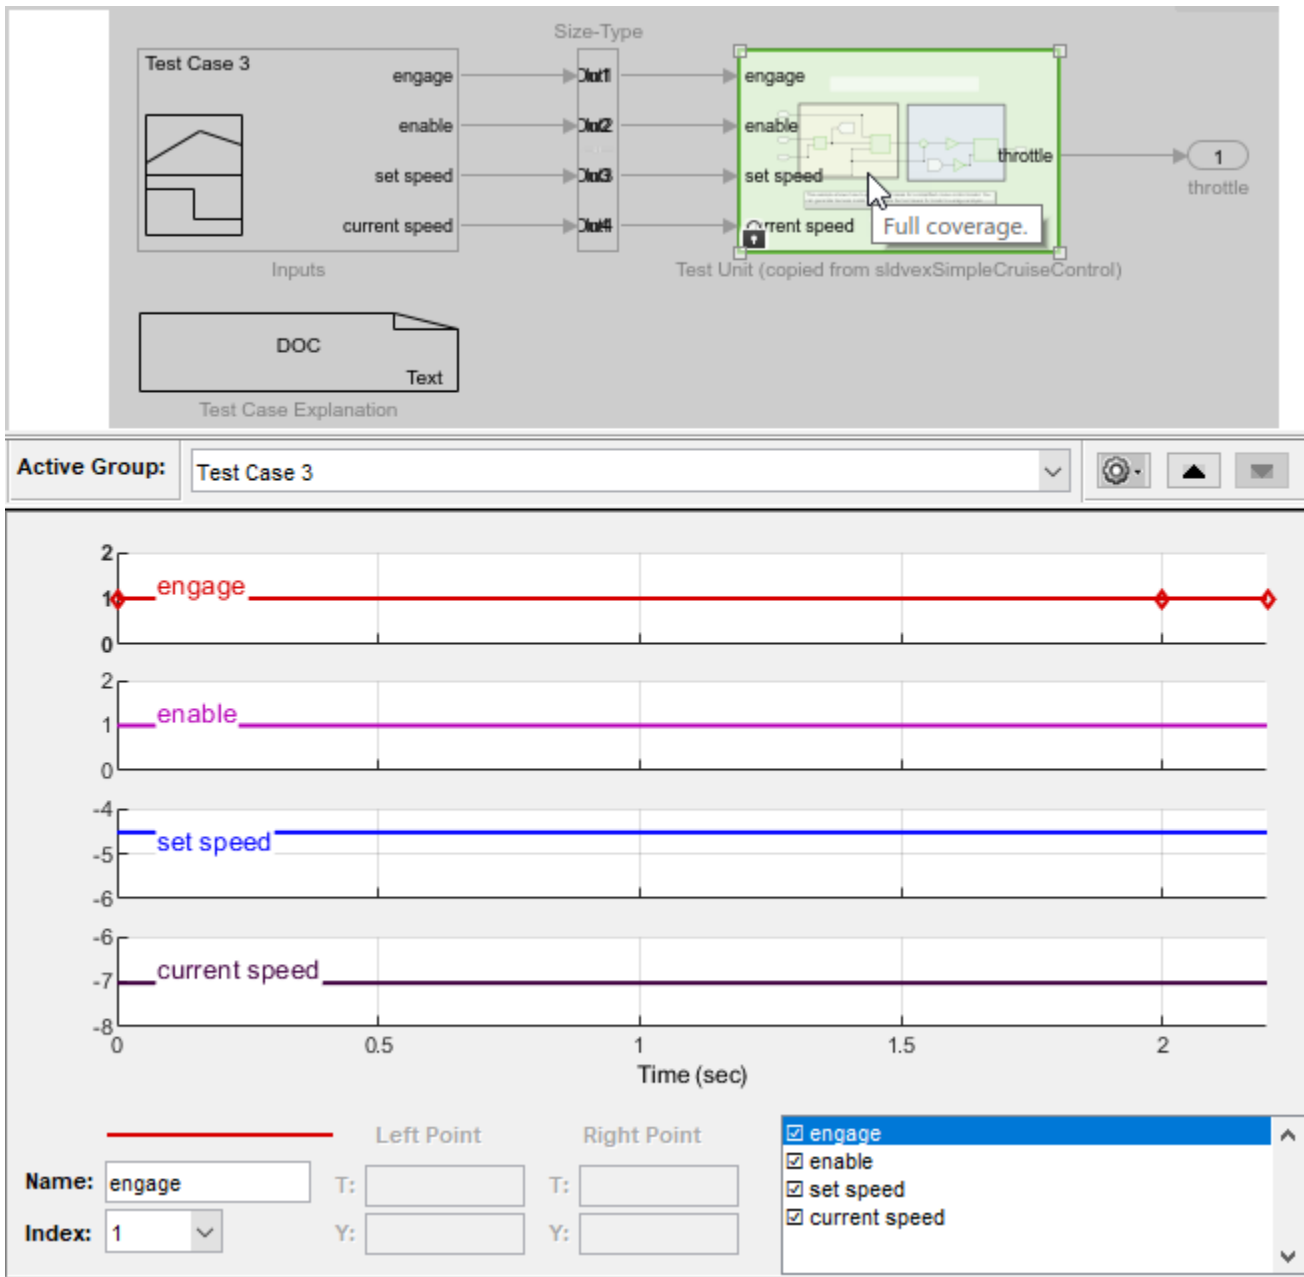 Size-Type
Test Case 3
engage
enable
set speed
current speed
engage
enable
set speed
throttle
current speed
Full coverage.
1
throttle
Inputs
Test Unit (copied from sldvexSimpleCruiseControl)
DOC
Text
Test Case Explanation
Active Group:
Test Case 3
2
1
0
engage
2
1
0
enable
-4
-5
-6
set speed
-6
-7
-8
current speed
0 0.5 1 1.5 2
Time (sec)
Left Point Right Point
Name: engage T: T:
Index: 1 Y: Y:
engage
enable
set speed
current speed